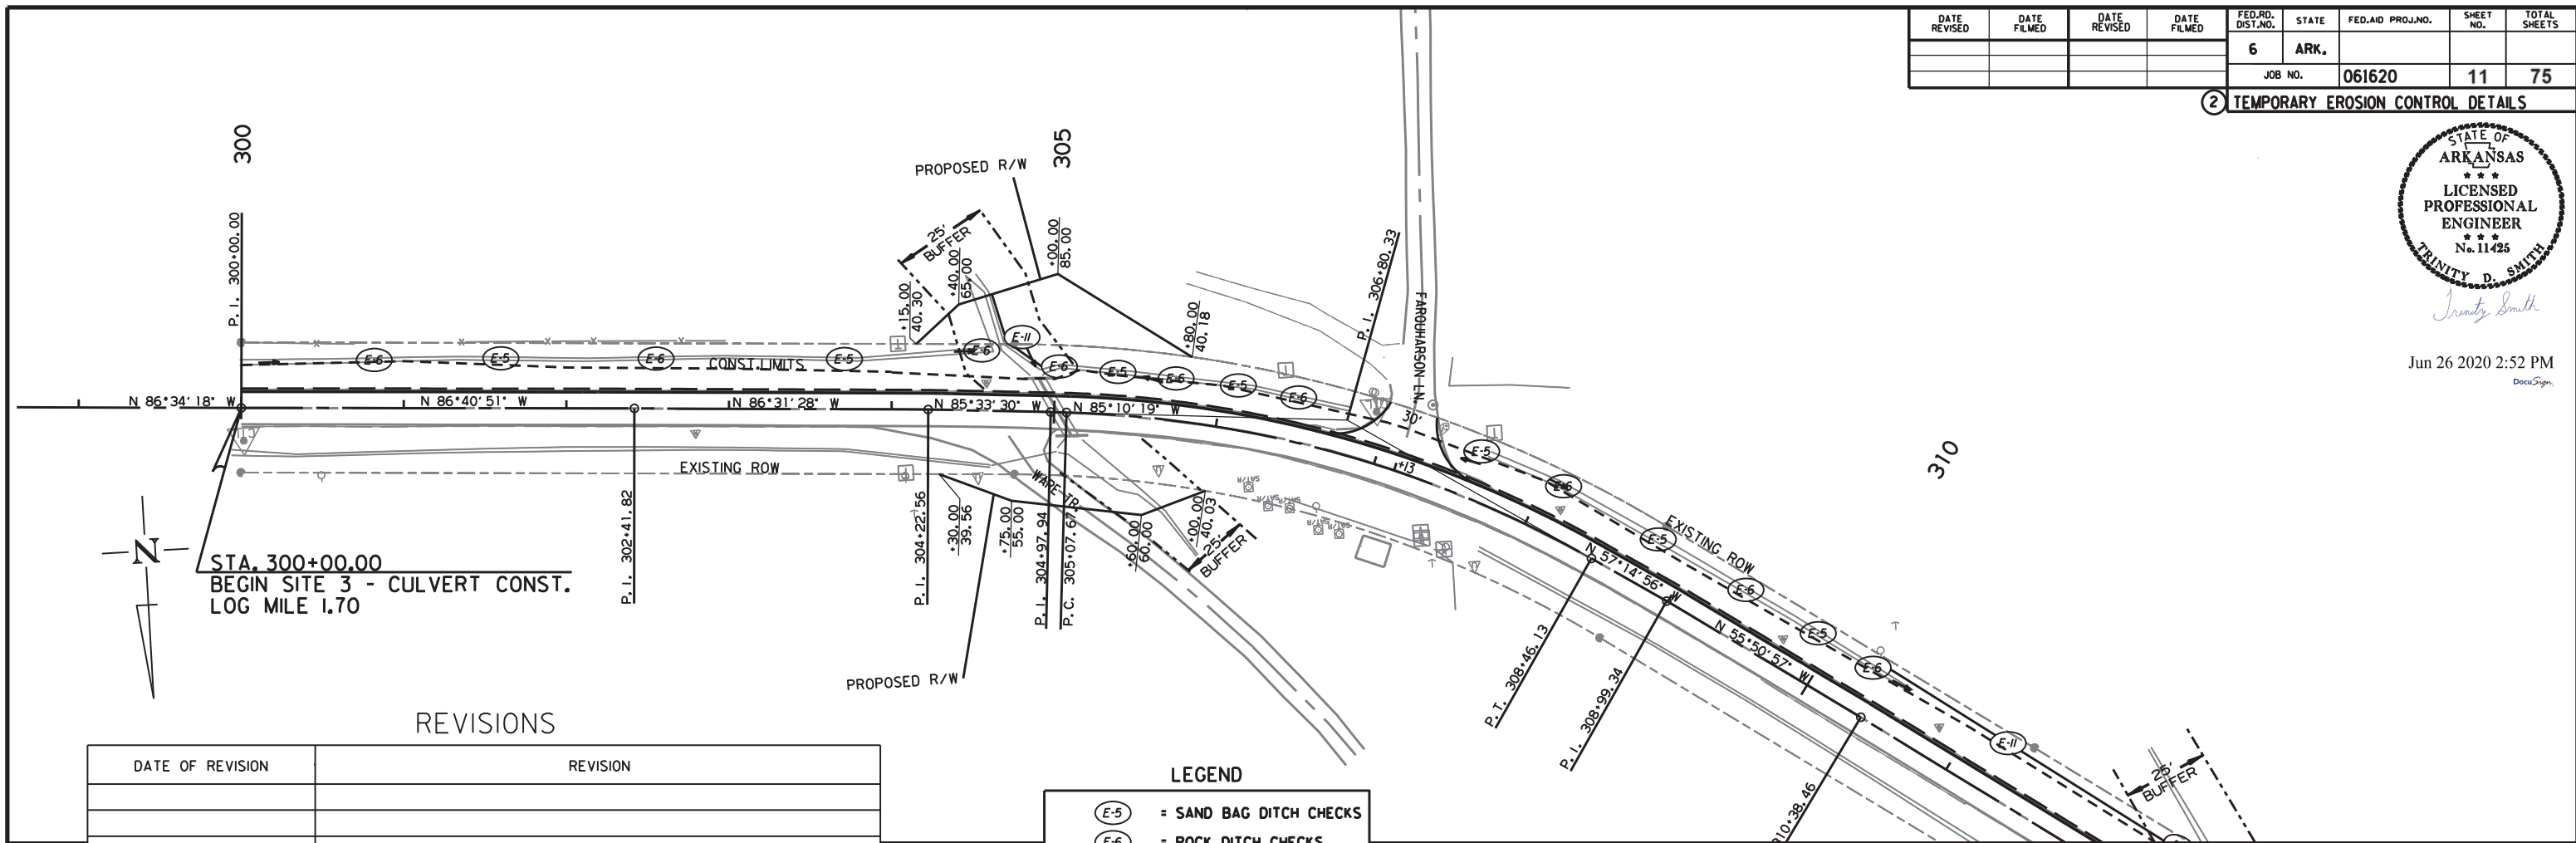 DATE REVISED
DATE FILMED
DATE REVISED
DATE FILMED
FED.RD. DIST.NO.
STATE
FED.AID PROJ.NO.
SHEET NO.
TOTAL SHEETS
6
ARK.
JOB NO.
061620
11
75
2 TEMPORARY EROSION CONTROL DETAILS
STATE OF
ARKANSAS
★ ★ ★
LICENSED
PROFESSIONAL
ENGINEER
★ ★ ★
No. 11425
TRINITY D. SMITH
Trinity Smith
Jun 26 2020 2:52 PM
DocuSign
300
305
310
PROPOSED R/W
25'
BUFFER
P. I. 300+00.00
+15.00
40.30
+40.00
65.00
+00.00
85.00
+80.00
40.18
P. I. 306+80.33
FARQUHARSON LN.
E-6
E-5
E-6
E-5
E-6
E-11
E-6
E-5
E-6
E-5
E-6
CONST.LIMITS
30'
N 86°34'18" W
N 86°40'51" W
N 86°31'28" W
N 85°33'30" W
N 85°10'19" W
+13
E-5
E-6
E-5
E-6
E-5
E-6
E-11
EXISTING ROW
EXISTING ROW
WARE TR.
SAT/R
SAT/R
SAT/R
N 57°14'56" W
N 55°50'57" W
P. I. 302+41.82
P. I. 304+22.56
+30.00
39.56
+75.00
55.00
P. I. 304+97.94
P. C. 305+07.67
+60.00
60.00
+00.00
40.03
25'
BUFFER
P. T. 308+46.13
P. I. 308+99.34
310+38.46
25'
BUFFER
N
STA. 300+00.00
BEGIN SITE 3 - CULVERT CONST.
LOG MILE 1.70
PROPOSED R/W
REVISIONS
DATE OF REVISION
REVISION
LEGEND
E-5 = SAND BAG DITCH CHECKS
E-6 = ROCK DITCH CHECKS